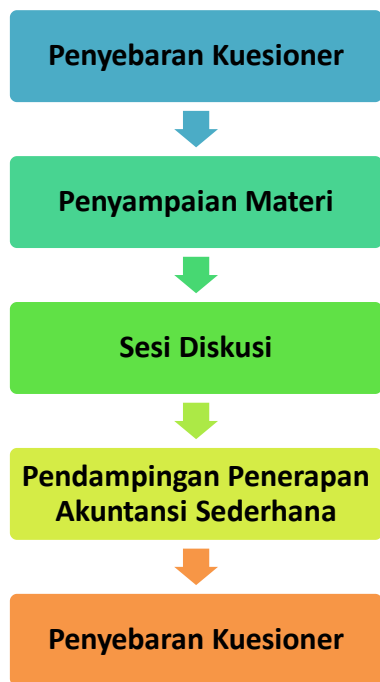 Penyebaran Kuesioner
Penyampaian Materi
Sesi Diskusi
Pendampingan Penerapan
Akuntansi Sederhana
Penyebaran Kuesioner